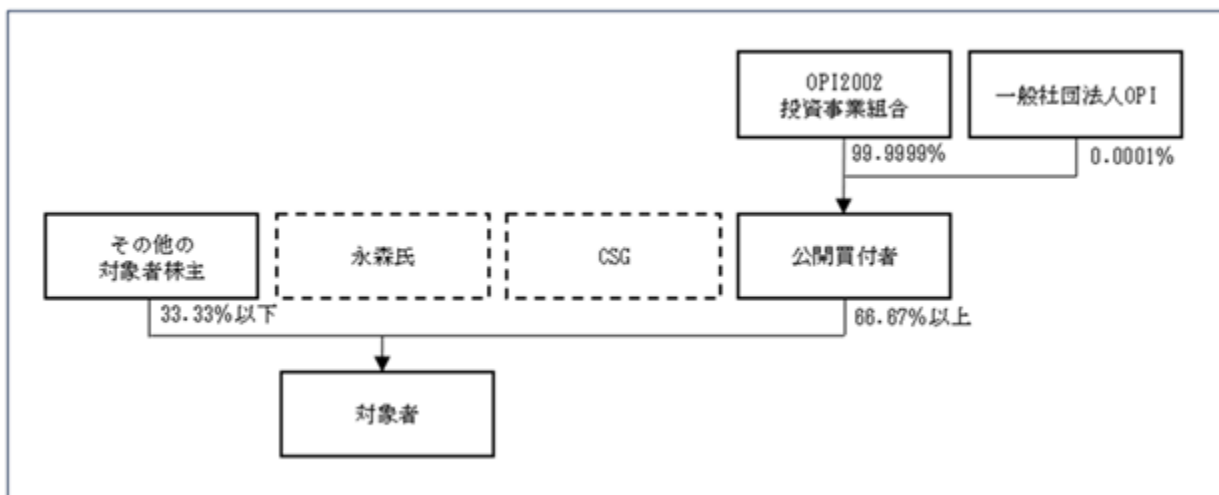 OPI2002
投資事業組合
一般社団法人OPI
99.9999%
0.0001%
その他の
対象者株主
永森氏
CSG
公開買付者
33.33%以下
66.67%以上
対象者